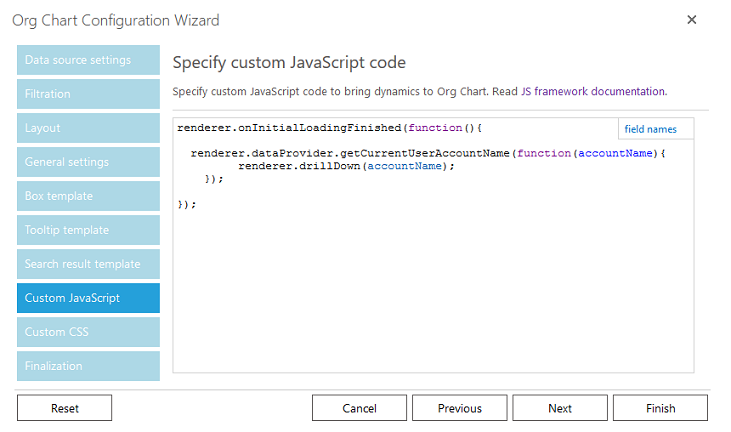 Org Chart Configuration Wizard
Data source settings
Filtration
Layout
General settings
Box template
Tooltip template
Search result template
Custom JavaScript
Custom CSS
Finalization
Specify custom JavaScript code
Specify custom JavaScript code to bring dynamics to Org Chart. Read JS framework documentation.
field names
renderer.onInitialLoadingFinished(function(){
renderer.dataProvider.getCurrentUserAccountName(function(accountName){
renderer.drillDown(accountName);
});
});
Reset
Cancel
Previous
Next
Finish